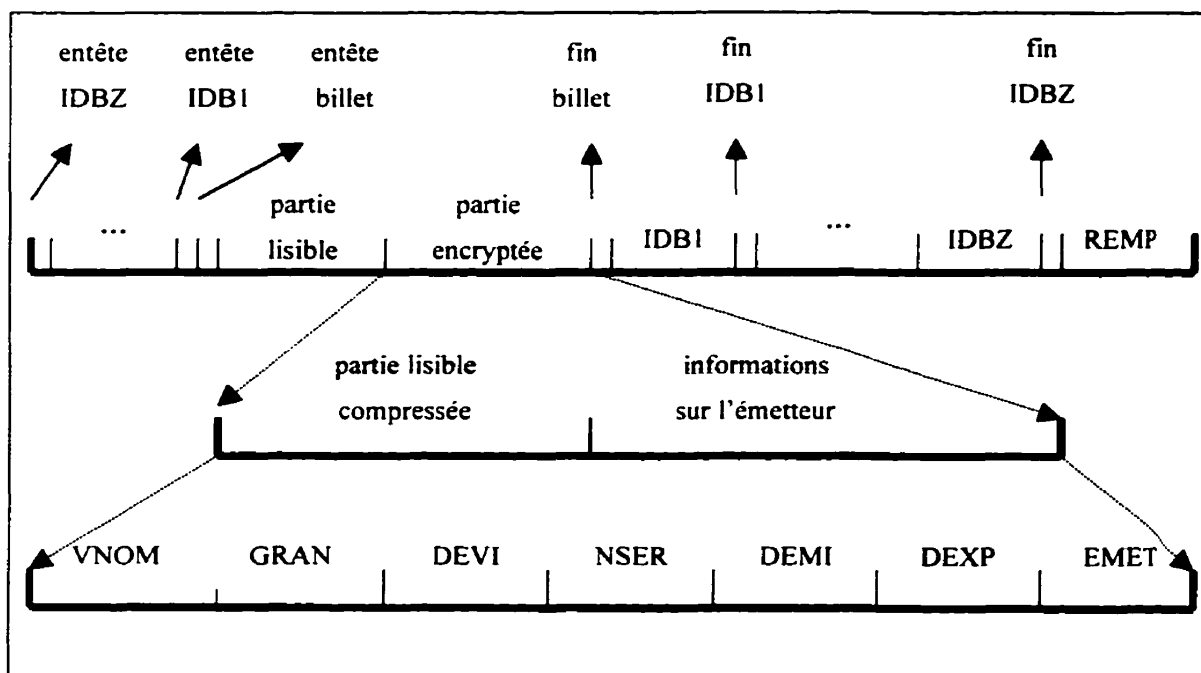 entête entête entête fin fin fin
IDBZ IDB1 billet billet IDB1 IDBZ
partie partie
... ...
lisible encryptée IDB1 IDBZ REMP
partie lisible informations
compressée sur l'émetteur
VNOM GRAN DEVI NSER DEMI DEXP EMET